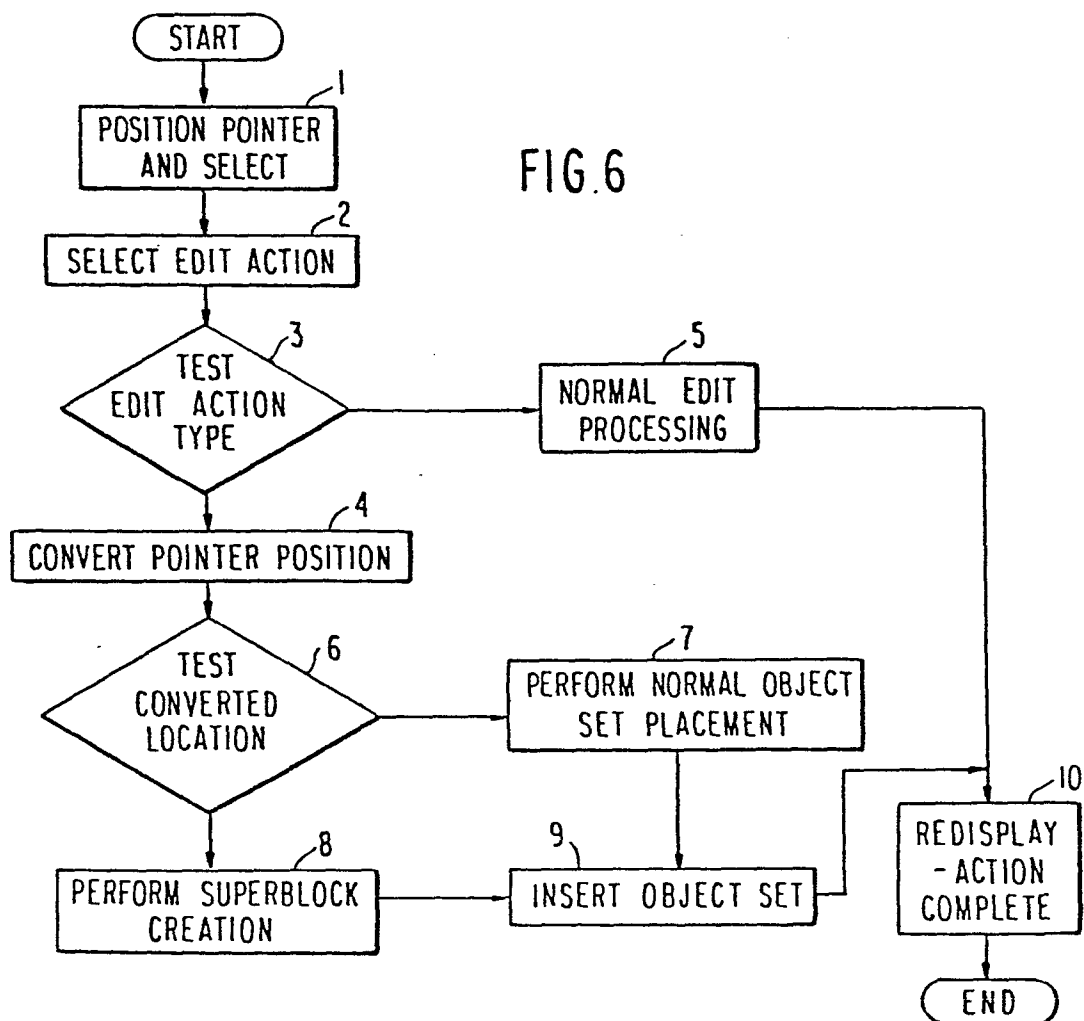 START
1
POSITION POINTER
AND SELECT
FIG.6
2
SELECT EDIT ACTION
3
TEST
EDIT ACTION
TYPE
5
NORMAL EDIT
PROCESSING
4
CONVERT POINTER POSITION
6
TEST
CONVERTED
LOCATION
7
PERFORM NORMAL OBJECT
SET PLACEMENT
8
PERFORM SUPERBLOCK
CREATION
9
INSERT OBJECT SET
10
REDISPLAY
-ACTION
COMPLETE
END